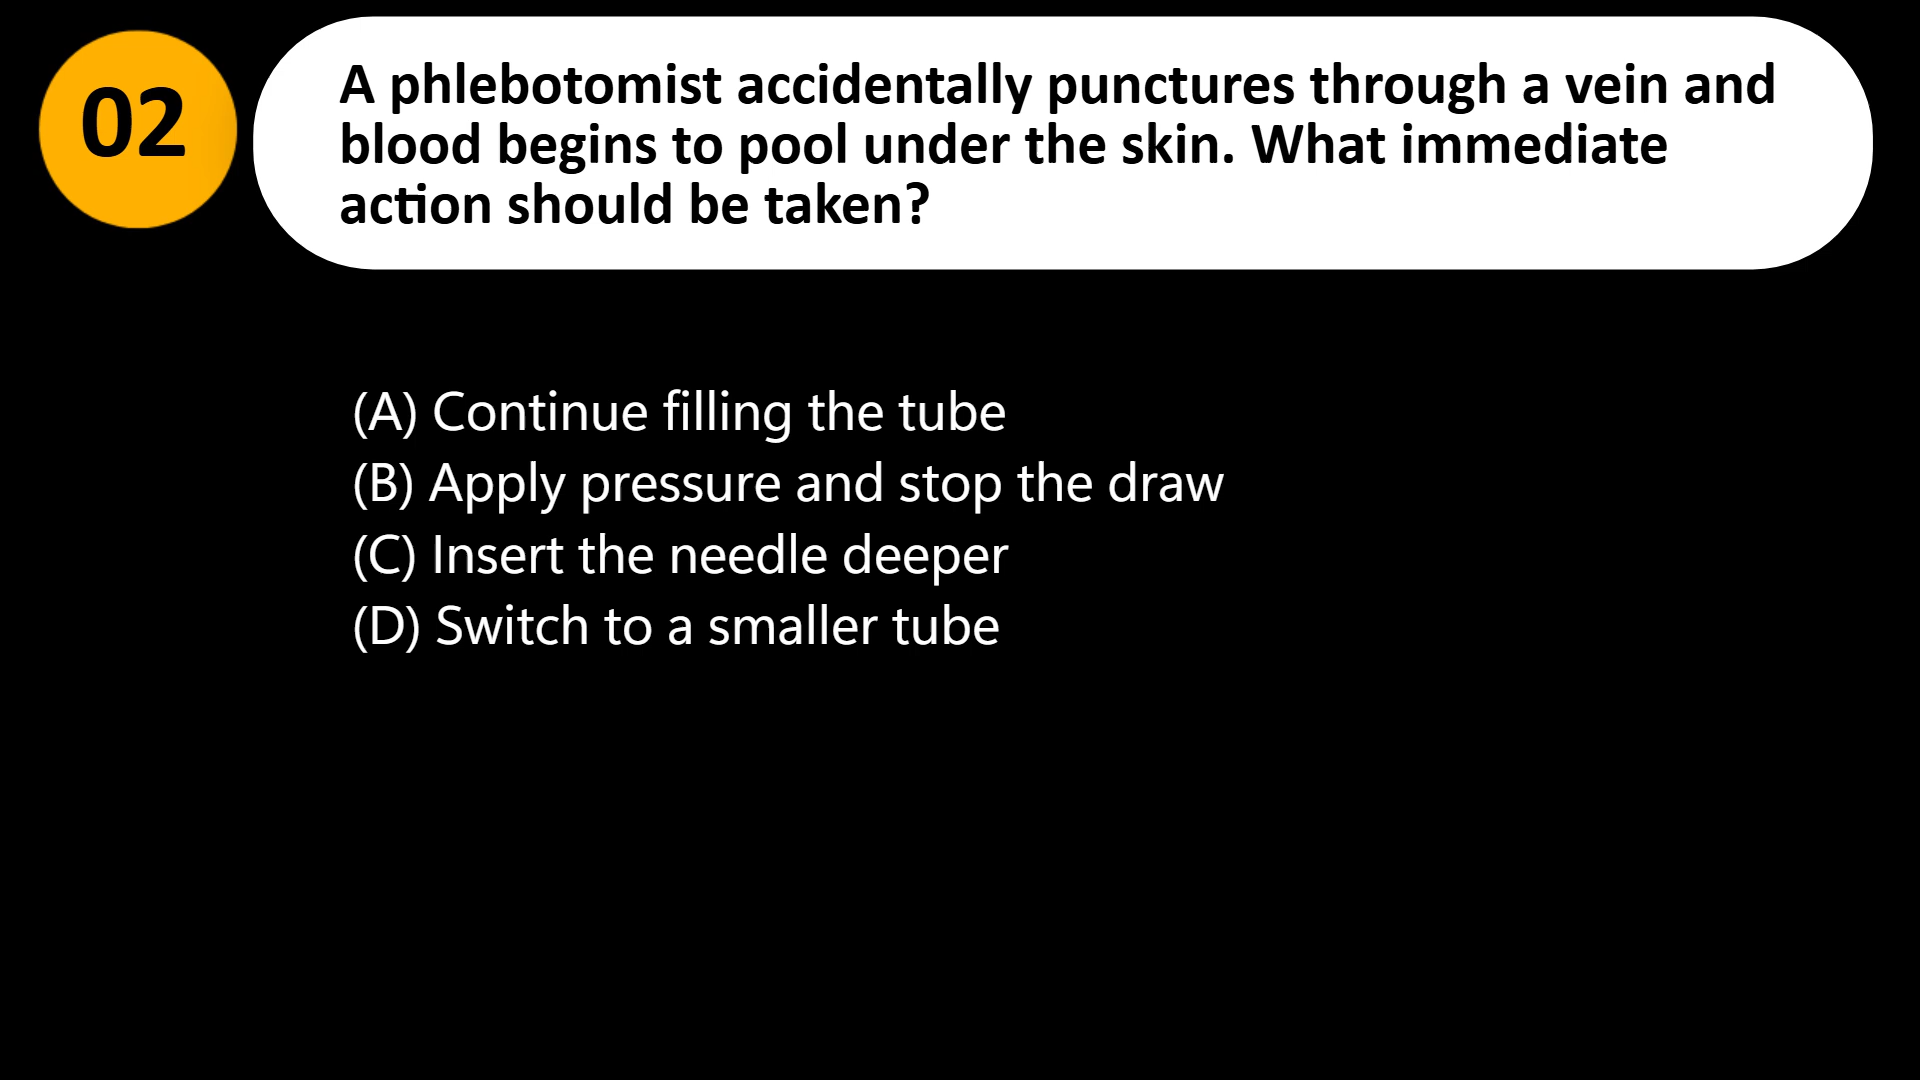 02
A phlebotomist accidentally punctures through a vein and
blood begins to pool under the skin. What immediate
action should be taken?
(A) Continue filling the tube
(B) Apply pressure and stop the draw
(C) Insert the needle deeper
(D) Switch to a smaller tube